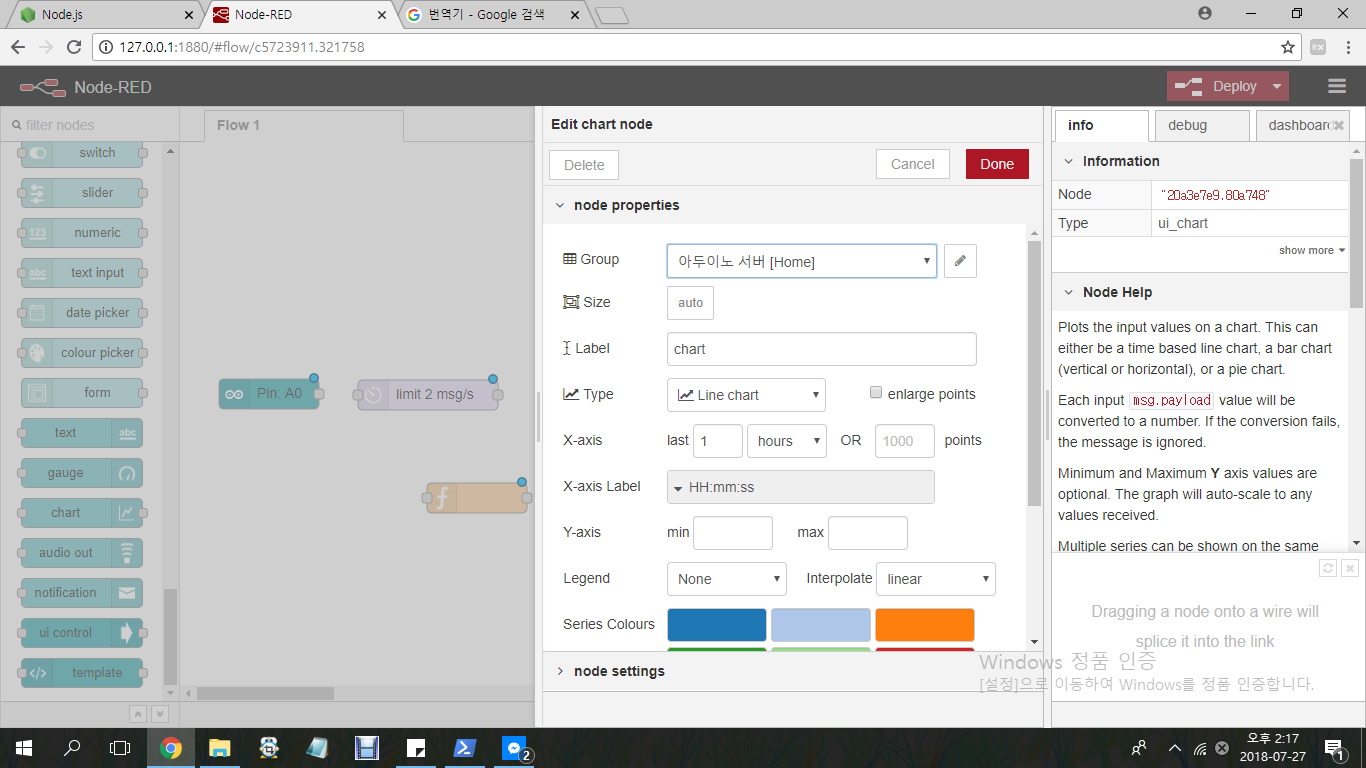 Node.js
Node-RED
번역기 - Google 검색
127.0.0.1:1880/#flow/c5723911.321758
Node-RED
Deploy
filter nodes
switch
slider
123 numeric
abc text input
date picker
colour picker
form
text abc
gauge
chart
audio out
notification
ui control
template
Flow 1
Pin: A0
limit 2 msg/s
f
Edit chart node
Delete
Cancel
Done
node properties
Group
아두이노 서버 [Home]
Size
auto
Label
chart
Type
Line chart
enlarge points
X-axis
last 1 hours OR 1000 points
X-axis Label
HH:mm:ss
Y-axis
min
max
Legend
None
Interpolate
linear
Series Colours
node settings
info
debug
dashboard
Information
Node
"20a3e7e9.80a748"
Type
ui_chart
show more
Node Help
Plots the input values on a chart. This can
either be a time based line chart, a bar chart
(vertical or horizontal), or a pie chart.
Each input msg.payload value will be
converted to a number. If the conversion fails,
the message is ignored.
Minimum and Maximum Y axis values are
optional. The graph will auto-scale to any
values received.
Multiple series can be shown on the same
Dragging a node onto a wire will
splice it into the link
Windows 정품 인증
[설정]으로 이동하여 Windows를 정품 인증합니다.
2
오후 2:17
2018-07-27
1